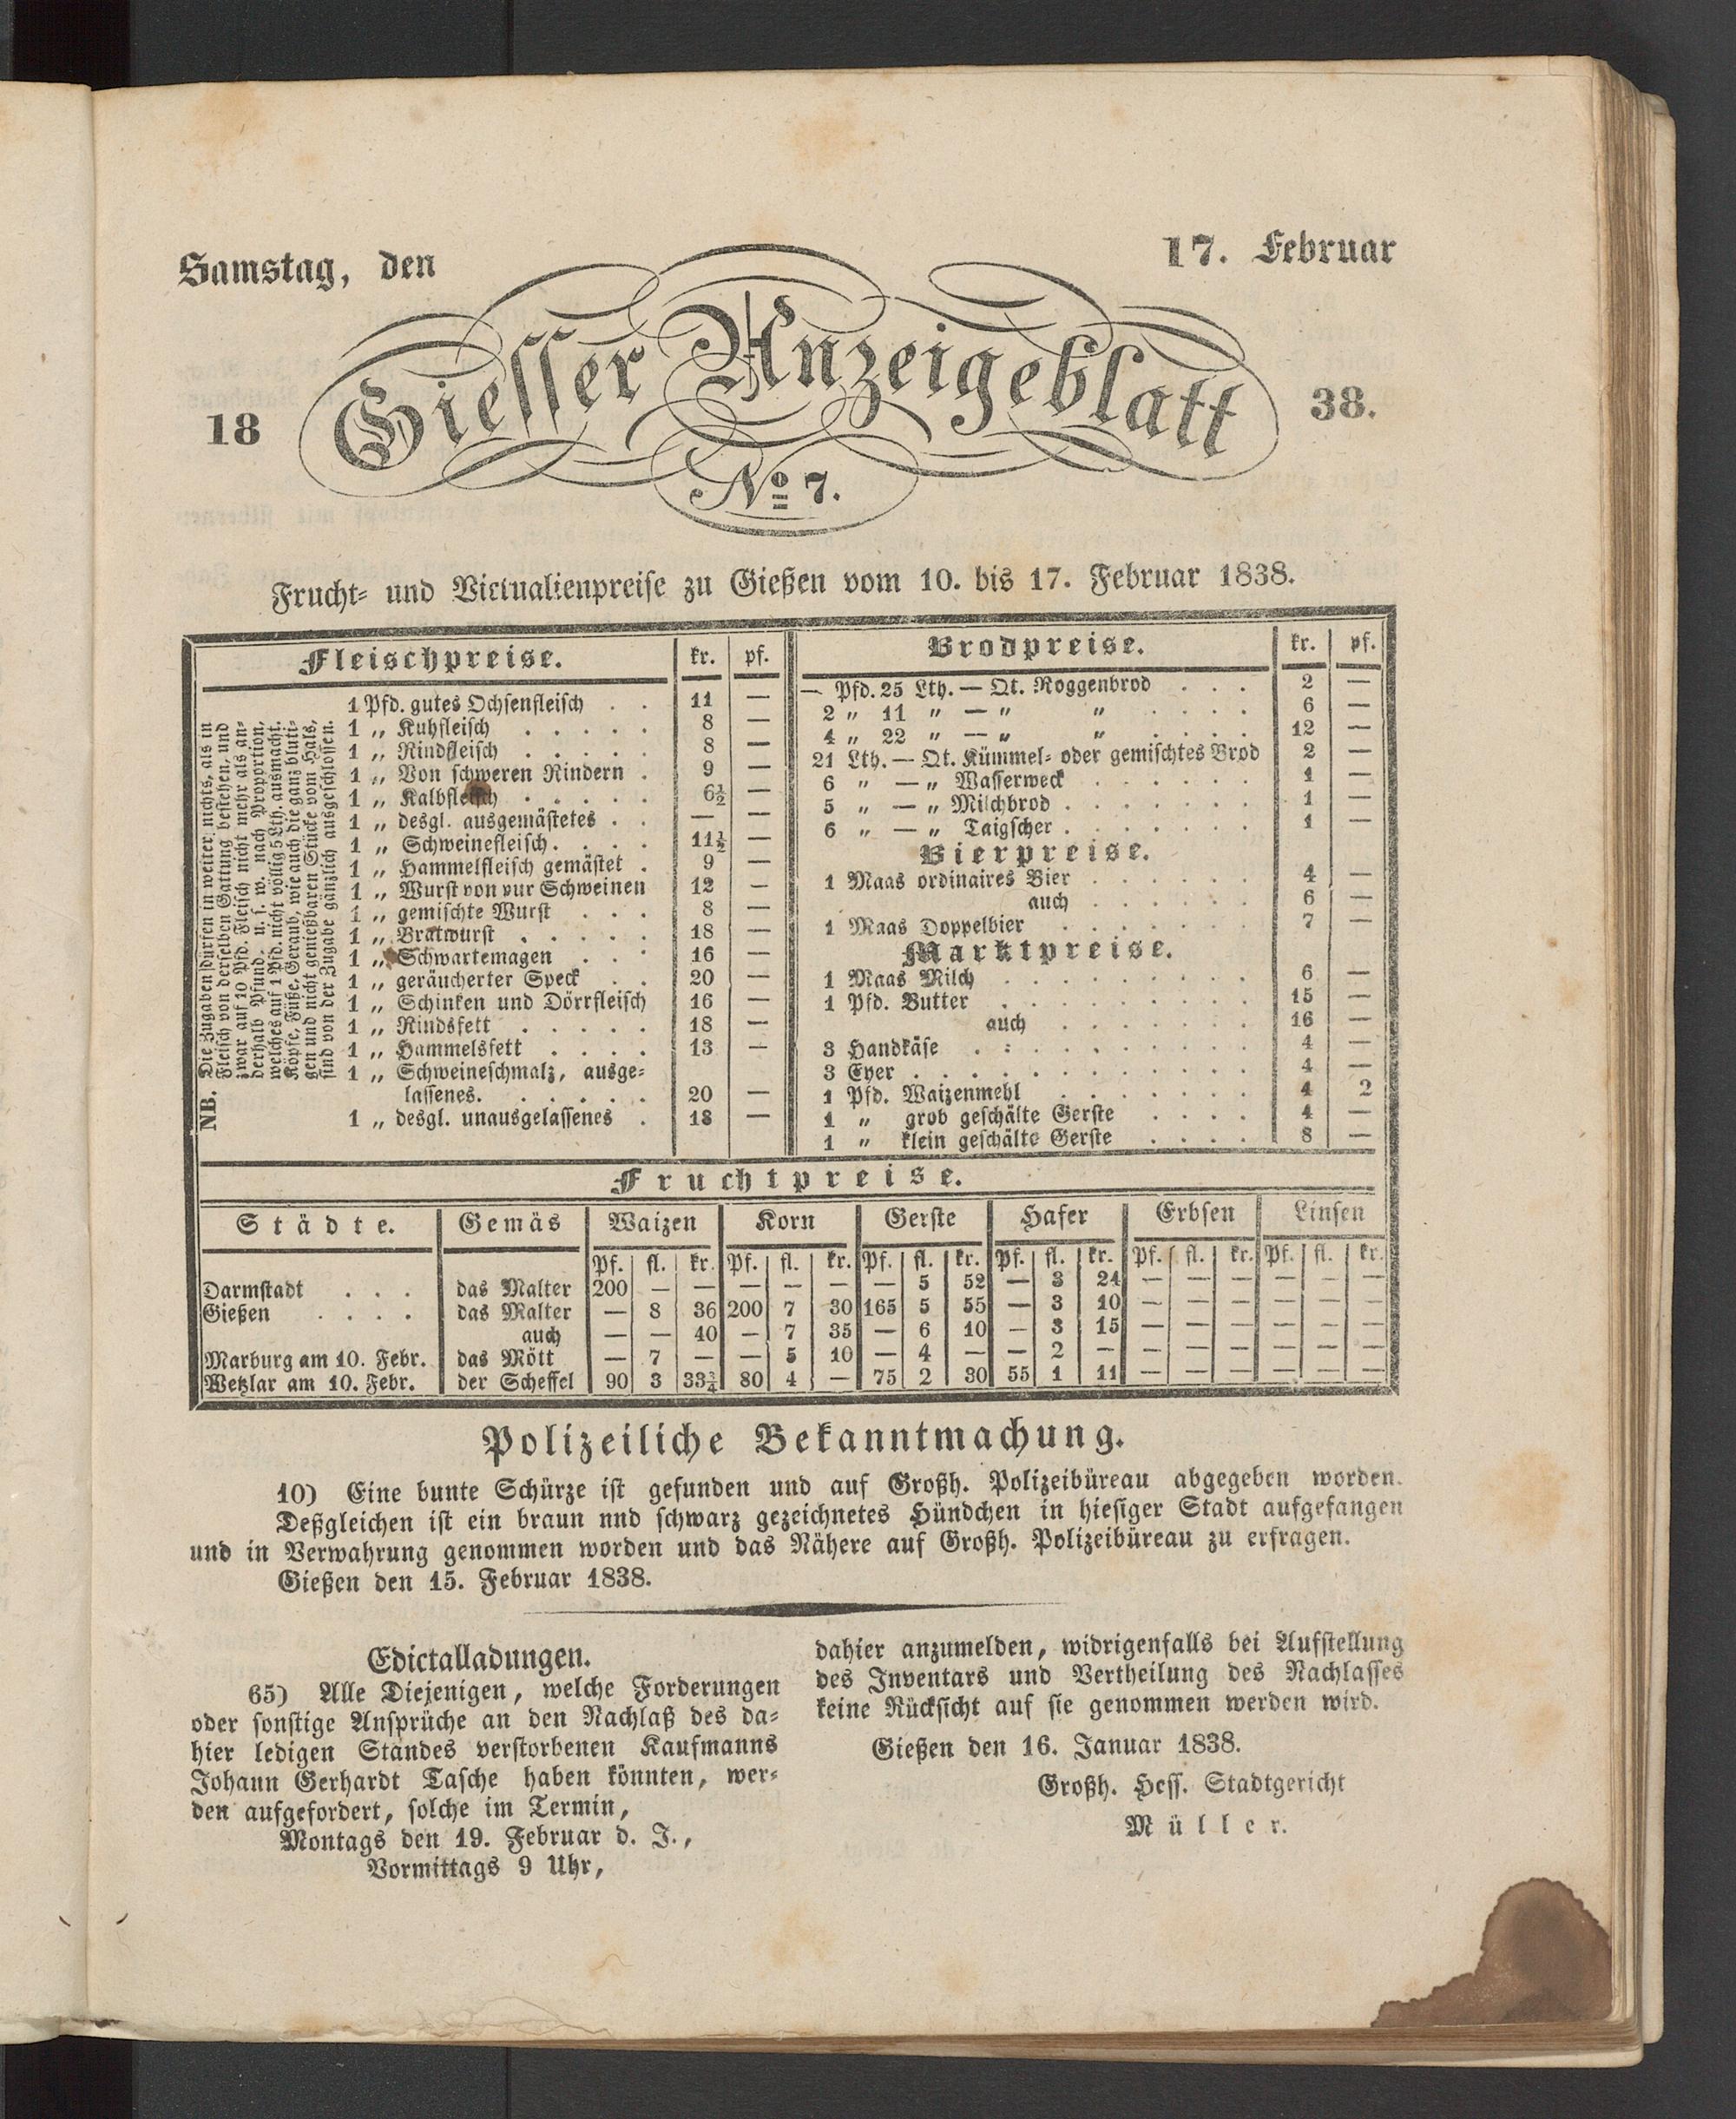 Samstag, den 17. Februar
18 Giesser Anzeigeblatt 38.
No 7.
Frucht- und Victualienpreise zu Gießen vom 10. bis 17. Februar 1838.
Fleischpreise. kr. pf.
NB. Die Zugaben dürfen in weiter nichts, als in
Fleisch von derselben Gattung bestehen, und
zwar auf 10 Pfd. Fleisch nicht mehr als an-
derhalb Pfund. u. s. w. nach Proportion,
welches auf 1 Pfd. nicht völlig 5 Lth. ausmacht.
Köpfe, Füße, Geraub, wie auch die ganz bluti-
gen und nicht genießbaren Stücke vom Hals,
sind von der Zugabe gänzlich ausgeschlossen.
1 Pfd. gutes Ochsenfleisch . . 11 —
1 „ Kuhfleisch . . . . . 8 —
1 „ Rindfleisch . . . . . 8 —
1 „ Von schweren Rindern . 9 —
1 „ Kalbfleisch . . . . . 6½ —
1 „ desgl. ausgemästetes . . — —
1 „ Schweinefleisch . . . . 11½ —
1 „ Hammelfleisch gemästet . 9 —
1 „ Wurst von nur Schweinen 12 —
1 „ gemischte Wurst . . . 8 —
1 „ Bratwurst . . . . . 18 —
1 „ Schwartemagen . . . 16 —
1 „ geräucherter Speck . . 20 —
1 „ Schinken und Dörrfleisch 16 —
1 „ Rindsfett . . . . . 18 —
1 „ Hammelsfett . . . . 13 —
1 „ Schweineschmalz, ausge-
lassenes. . . . . . 20 —
1 „ desgl. unausgelassenes . 18 —
Brodpreise. kr. pf.
— Pfd. 25 Lth. — Qt. Roggenbrod . . . 2 —
2 „ 11 „ — „ „ . . . . 6 —
4 „ 22 „ — „ „ . . . . 12 —
21 Lth. — Qt. Kümmel- oder gemischtes Brod 2 —
6 „ — „ Wasserweck . . . . . . 1 —
5 „ — „ Milchbrod . . . . . . . 1 —
6 „ — „ Taigscher . . . . . . . 1 —
Bierpreise.
1 Maas ordinaires Bier . . . . . . 4 —
auch . . . . . . 6 —
1 Maas Doppelbier . . . . . . . 7 —
Marktpreise.
1 Maas Milch . . . . . . . . . 6 —
1 Pfd. Butter . . . . . . . . . 15 —
auch . . . . . . . 16 —
3 Handkäse . . . . . . . . . . 4 —
3 Eyer . . . . . . . . . . . . 4 —
1 Pfd. Waizenmehl . . . . . . . 4 2
1 „ grob geschälte Gerste . . . . 4 —
1 „ klein geschälte Gerste . . . . 8 —
Fruchtpreise.
Städte. Gemäs Waizen Korn Gerste Hafer Erbsen Linsen
Pf. fl. kr. Pf. fl. kr. Pf. fl. kr. Pf. fl. kr. Pf. fl. kr. Pf. fl. kr.
Darmstadt . . . das Malter 200 — — — — — — 5 52 — 3 24 — — — — — —
Gießen . . . . das Malter — 8 36 200 7 30 165 5 55 — 3 10 — — — — — —
auch — — 40 — 7 35 — 6 10 — 3 15 — — — — — —
Marburg am 10. Febr. das Mött — 7 — — 5 10 — 4 — — 2 — — — — — — —
Wetzlar am 10. Febr. der Scheffel 90 3 33¾ 80 4 — 75 2 30 55 1 11 — — — — — —
Polizeiliche Bekanntmachung.
10) Eine bunte Schürze ist gefunden und auf Großh. Polizeibüreau abgegeben worden.
Deßgleichen ist ein braun nnd schwarz gezeichnetes Hündchen in hiesiger Stadt aufgefangen
und in Verwahrung genommen worden und das Nähere auf Großh. Polizeibüreau zu erfragen.
Gießen den 15. Februar 1838.
Edictalladungen.
65) Alle Diejenigen, welche Forderungen
oder sonstige Ansprüche an den Nachlaß des da-
hier ledigen Standes verstorbenen Kaufmanns
Johann Gerhardt Tasche haben könnten, wer-
den aufgefordert, solche im Termin,
Montags den 19. Februar d. J.,
Vormittags 9 Uhr,
dahier anzumelden, widrigenfalls bei Aufstellung
des Inventars und Vertheilung des Nachlasses
keine Rücksicht auf sie genommen werden wird.
Gießen den 16. Januar 1838.
Großh. Hess. Stadtgericht
Müller.